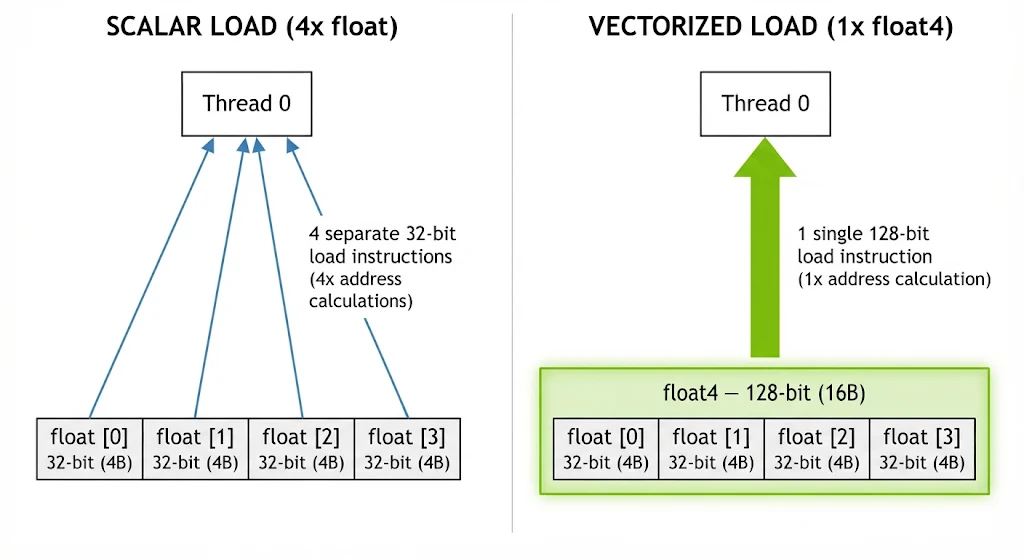 SCALAR LOAD (4x float)
Thread 0
4 separate 32-bit
load instructions
(4x address
calculations)
float [0]
32-bit (4B)
float [1]
32-bit (4B)
float [2]
32-bit (4B)
float [3]
32-bit (4B)
VECTORIZED LOAD (1x float4)
Thread 0
1 single 128-bit
load instruction
(1x address calculation)
float4 — 128-bit (16B)
float [0]
32-bit (4B)
float [1]
32-bit (4B)
float [2]
32-bit (4B)
float [3]
32-bit (4B)